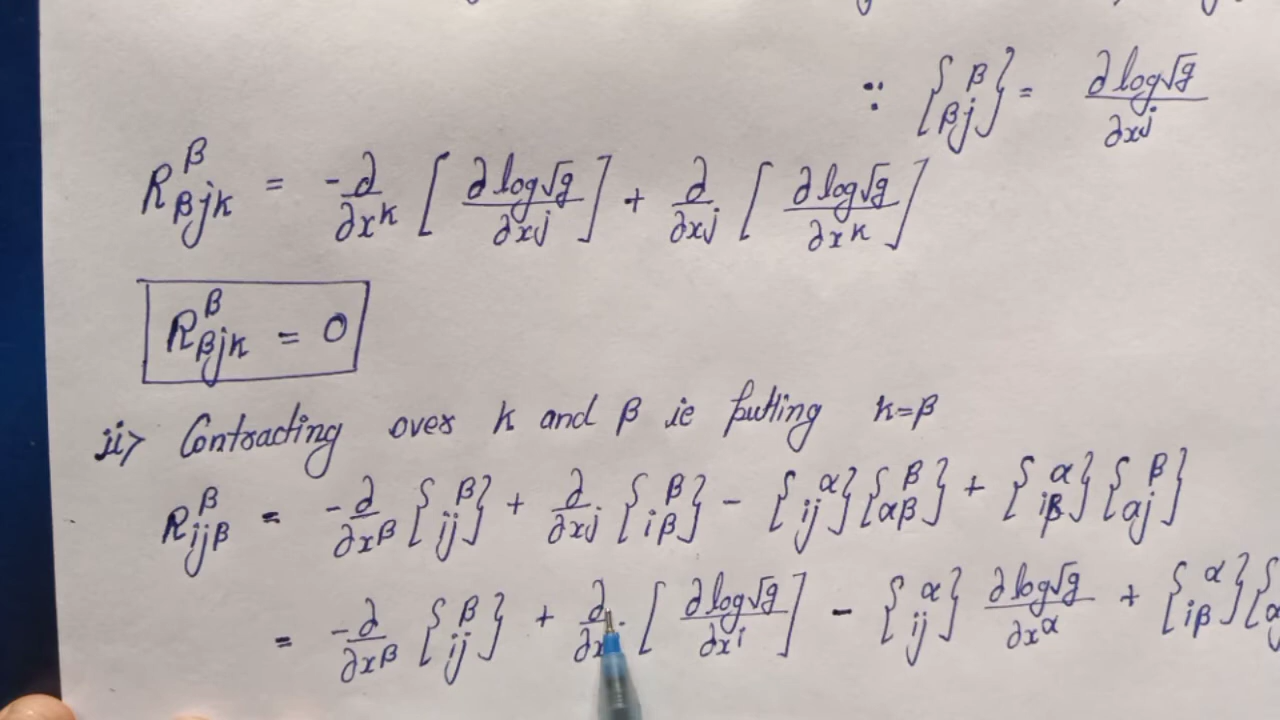 ∵ { β / βj } = ∂ log√g / ∂x^j
R^β_βjk = -∂/∂x^k [ ∂ log√g / ∂x^j ] + ∂/∂x^j [ ∂ log√g / ∂x^k ]
R^β_βjk = 0
ii> Contracting over k and β ie putting k=β
R^β_ijβ = -∂/∂x^β { β / ij } + ∂/∂x^j { β / iβ } - { α / ij } { β / αβ } + { α / iβ } { β / αj }
= -∂/∂x^β { β / ij } + ∂/∂x [ ∂ log√g / ∂x^i ] - { α / ij } ∂ log√g / ∂x^α + { α / iβ } {